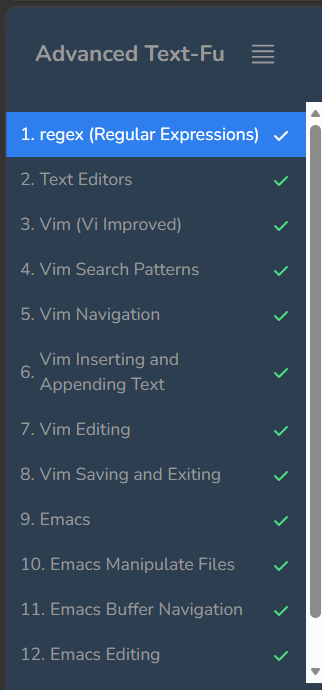 Advanced Text-Fu
1. regex (Regular Expressions)
2. Text Editors
3. Vim (Vi Improved)
4. Vim Search Patterns
5. Vim Navigation
6. Vim Inserting and
Appending Text
7. Vim Editing
8. Vim Saving and Exiting
9. Emacs
10. Emacs Manipulate Files
11. Emacs Buffer Navigation
12. Emacs Editing